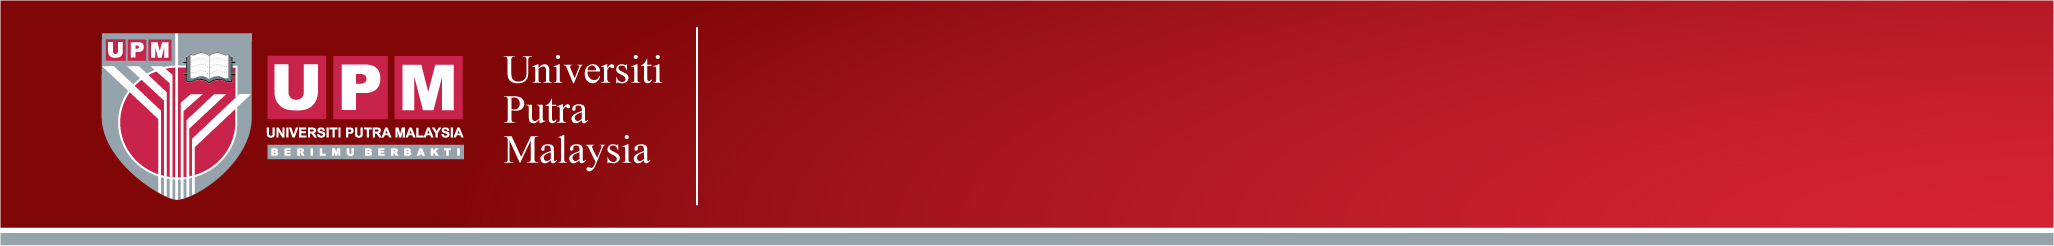 UPM
UPM
UNIVERSITI PUTRA MALAYSIA
BERILMU BERBAKTI
Universiti
Putra
Malaysia